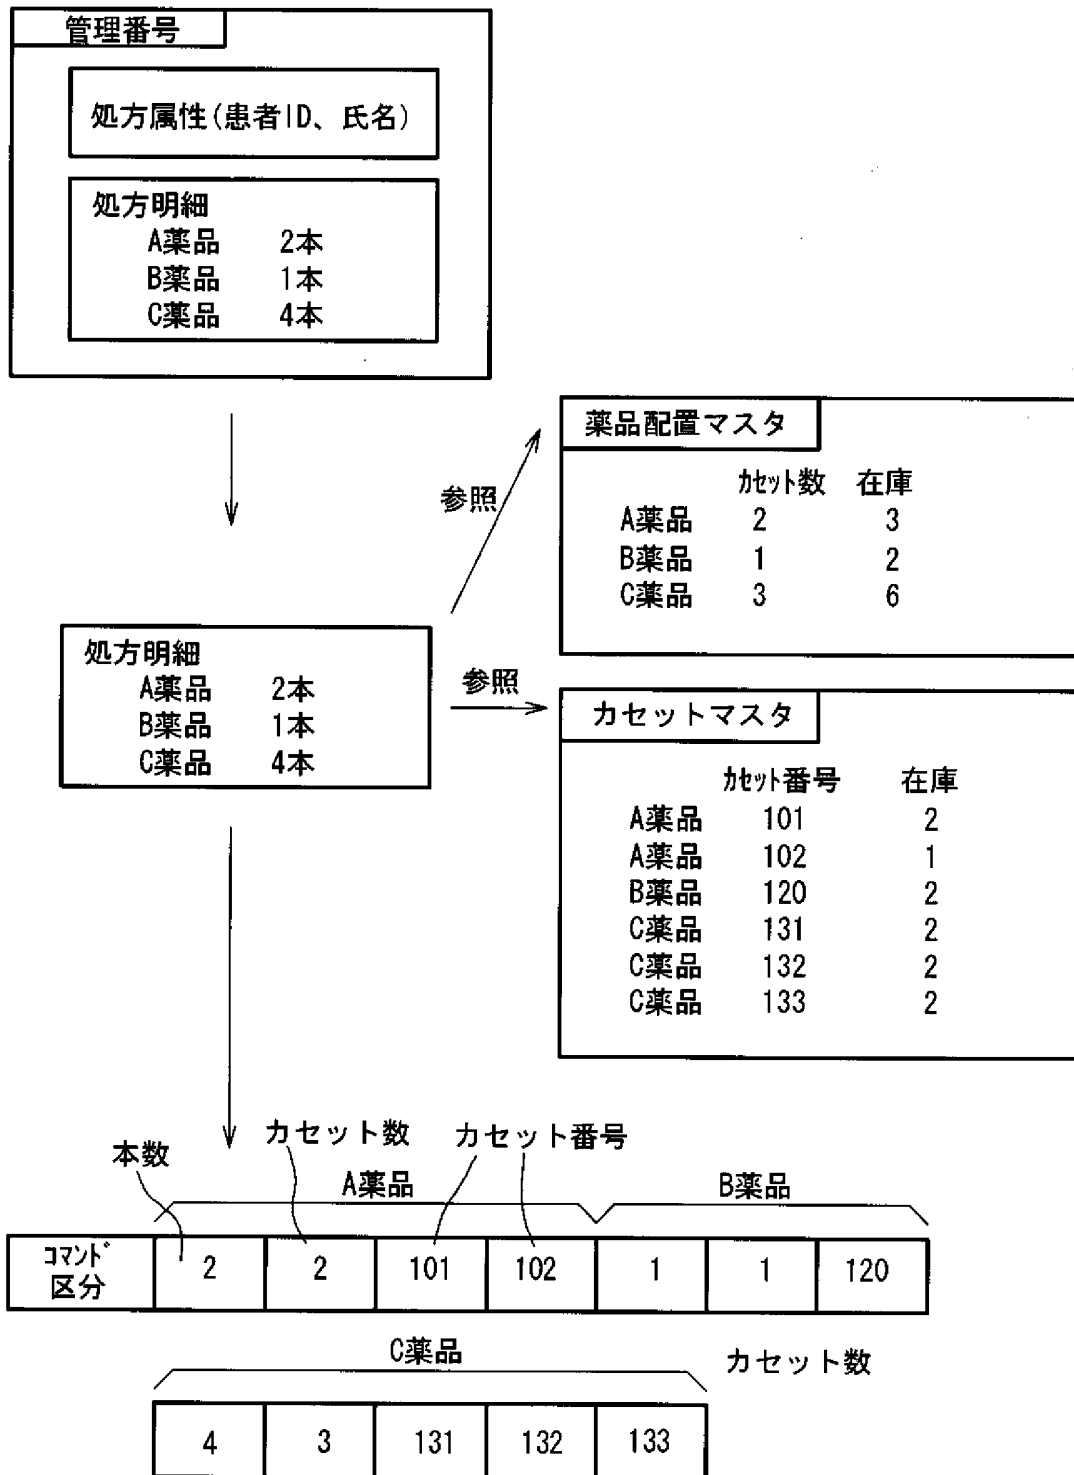 管理番号
処方属性(患者ID、氏名)
処方明細
A薬品 2本
B薬品 1本
C薬品 4本
参照
薬品配置マスタ
ｶｾｯﾄ数 在庫
A薬品 2 3
B薬品 1 2
C薬品 3 6
処方明細
A薬品 2本
B薬品 1本
C薬品 4本
参照
カセットマスタ
ｶｾｯﾄ番号 在庫
A薬品 101 2
A薬品 102 1
B薬品 120 2
C薬品 131 2
C薬品 132 2
C薬品 133 2
本数 カセット数 カセット番号
A薬品 B薬品
ｺﾏﾝﾄﾞ
区分
2 2 101 102 1 1 120
C薬品 カセット数
4 3 131 132 133